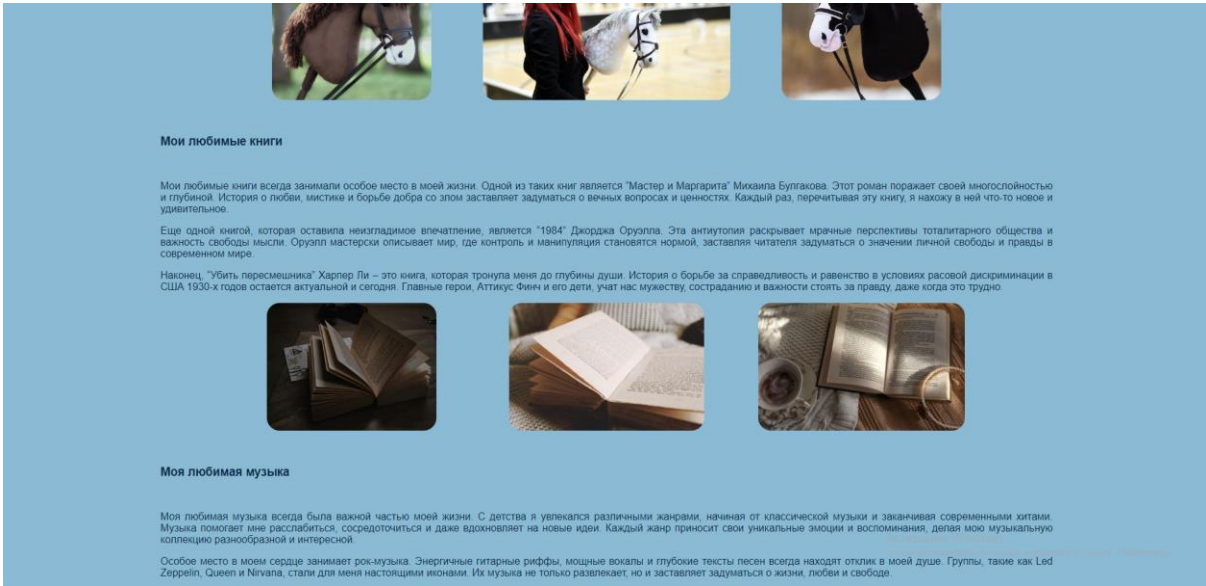 Мои любимые книги
Мои любимые книги всегда занимали особое место в моей жизни. Одной из таких книг является "Мастер и Маргарита" Михаила Булгакова. Этот роман поражает своей многослойностью
и глубиной. История о любви, мистике и борьбе добра со злом заставляет задуматься о вечных вопросах и ценностях. Каждый раз, перечитывая эту книгу, я нахожу в ней что-то новое и
удивительное.
Еще одной книгой, которая оставила неизгладимое впечатление, является "1984" Джорджа Оруэлла. Эта антиутопия раскрывает мрачные перспективы тоталитарного общества и
важность свободы мысли. Оруэлл мастерски описывает мир, где контроль и манипуляция становятся нормой, заставляя читателя задуматься о значении личной свободы и правды в
современном мире.
Наконец, "Убить пересмешника" Харпер Ли – это книга, которая тронула меня до глубины души. История о борьбе за справедливость и равенство в условиях расовой дискриминации в
США 1930-х годов остается актуальной и сегодня. Главные герои, Аттикус Финч и его дети, учат нас мужеству, состраданию и важности стоять за правду, даже когда это трудно.
Моя любимая музыка
Моя любимая музыка всегда была важной частью моей жизни. С детства я увлекался различными жанрами, начиная от классической музыки и заканчивая современными хитами.
Музыка помогает мне расслабиться, сосредоточиться и даже вдохновляет на новые идеи. Каждый жанр приносит свои уникальные эмоции и воспоминания, делая мою музыкальную
коллекцию разнообразной и интересной.
Особое место в моем сердце занимает рок-музыка. Энергичные гитарные риффы, мощные вокалы и глубокие тексты песен всегда находят отклик в моей душе. Группы, такие как Led
Zeppelin, Queen и Nirvana, стали для меня настоящими иконами. Их музыка не только развлекает, но и заставляет задуматься о жизни, любви и свободе.